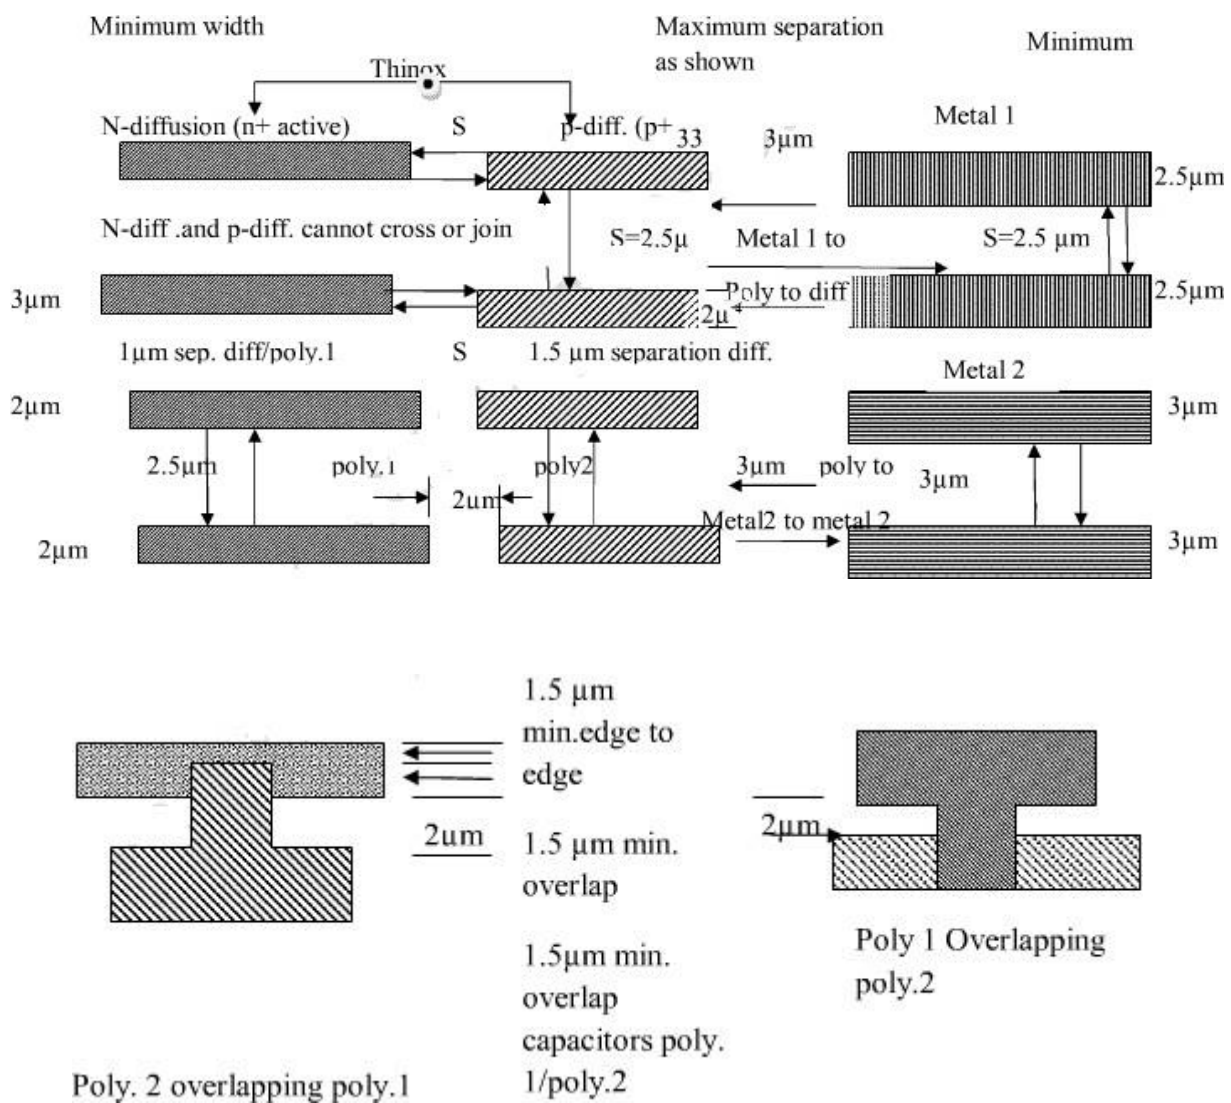 Minimum width
Maximum separation
as shown
Minimum
Thinox
N-diffusion (n+ active)
S
p-diff. (p+
33
3µm
Metal 1
2.5µm
N-diff .and p-diff. cannot cross or join
S=2.5µ
Metal 1 to
S=2.5 µm
3µm
Poly to diff
2µ
2.5µm
1µm sep. diff/poly.1
S
1.5 µm separation diff.
Metal 2
2µm
3µm
2.5µm
poly.1
poly2
3µm
poly to
3µm
2um
Metal2 to metal 2
2µm
3µm
1.5 µm
min.edge to
edge
2µm
1.5 µm min.
overlap
2µm
1.5µm min.
overlap
capacitors poly.
1/poly.2
Poly 1 Overlapping
poly.2
Poly. 2 overlapping poly.1